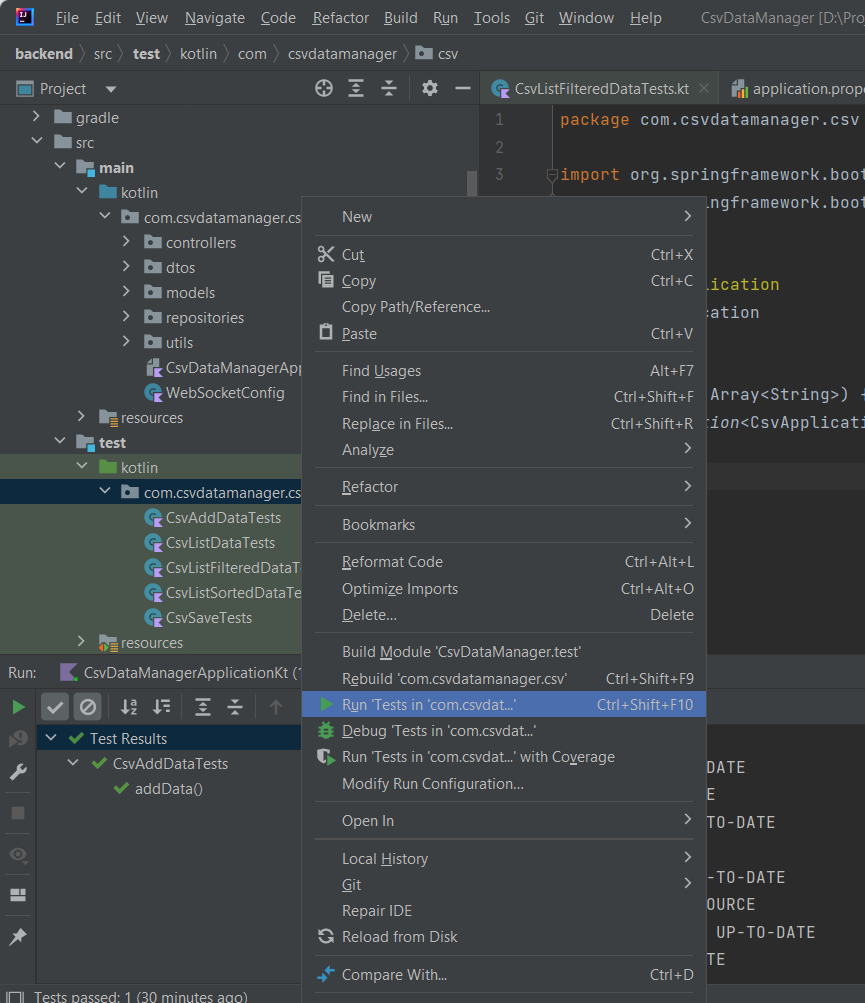 File Edit View Navigate Code Refactor Build Run Tools Git Window Help CsvDataManager [D:\Pro
backend src test kotlin com csvdatamanager csv
Project
CsvListFilteredDataTests.kt application.prope
gradle
src
main
kotlin
com.csvdatamanager.cs
controllers
dtos
models
repositories
utils
CsvDataManagerApp
WebSocketConfig
resources
test
kotlin
com.csvdatamanager.cs
CsvAddDataTests
CsvListDataTests
CsvListFilteredDataT
CsvListSortedDataTe
CsvSaveTests
resources
1 package com.csvdatamanager.csv
2
3 import org.springframework.boot
ingframework.boot
ication
cation
Array<String>) {
ion<CsvApplicati
New
Cut Ctrl+X
Copy Ctrl+C
Copy Path/Reference...
Paste Ctrl+V
Find Usages Alt+F7
Find in Files... Ctrl+Shift+F
Replace in Files... Ctrl+Shift+R
Analyze
Refactor
Bookmarks
Reformat Code Ctrl+Alt+L
Optimize Imports Ctrl+Alt+O
Delete... Delete
Build Module 'CsvDataManager.test'
Rebuild 'com.csvdatamanager.csv' Ctrl+Shift+F9
Run 'Tests in 'com.csvdat...' Ctrl+Shift+F10
Debug 'Tests in 'com.csvdat...'
Run 'Tests in 'com.csvdat...' with Coverage
Modify Run Configuration...
Open In
Local History
Git
Repair IDE
Reload from Disk
Compare With... Ctrl+D
Run: CsvDataManagerApplicationKt (1
Test Results
CsvAddDataTests
addData()
DATE
E
TO-DATE
-TO-DATE
OURCE
UP-TO-DATE
TE
Tests passed: 1 (30 minutes ago)